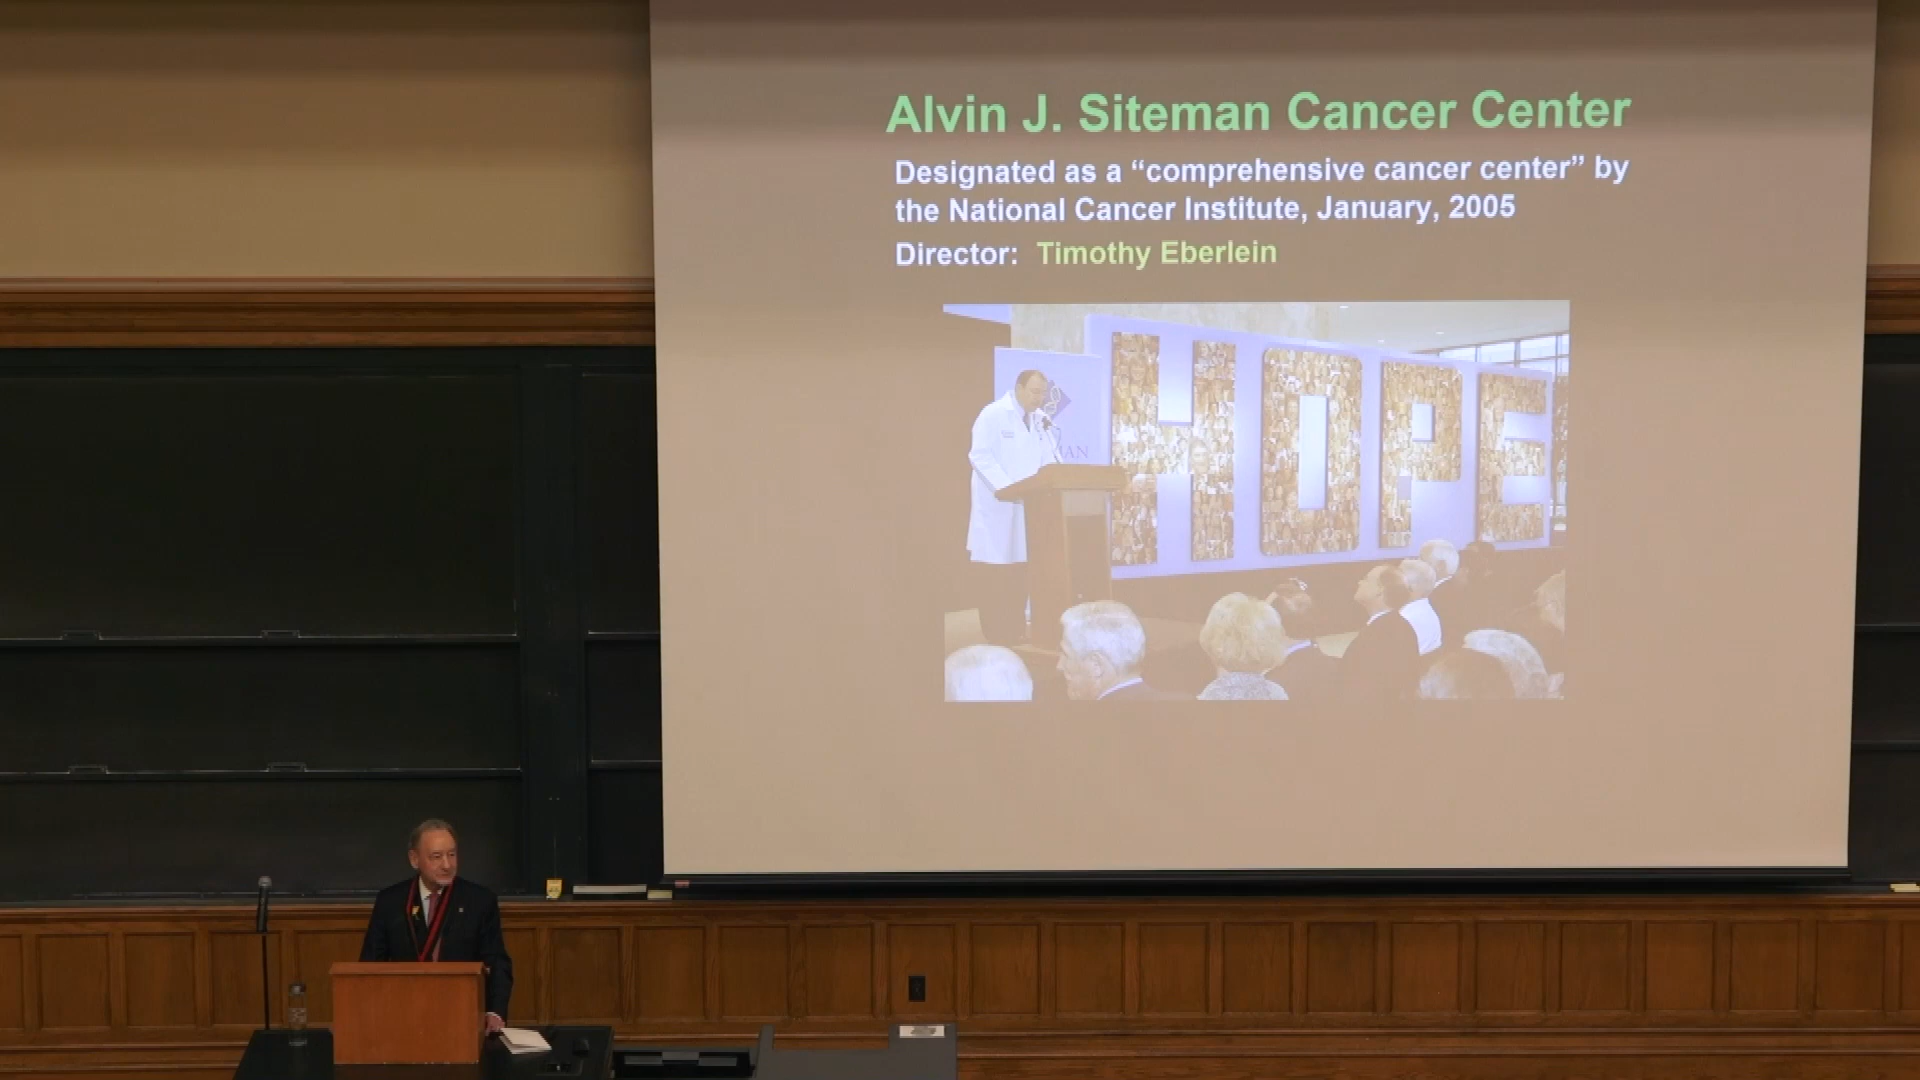 Alvin J. Siteman Cancer Center
Designated as a “comprehensive cancer center” by
the National Cancer Institute, January, 2005
Director: Timothy Eberlein
HOPE